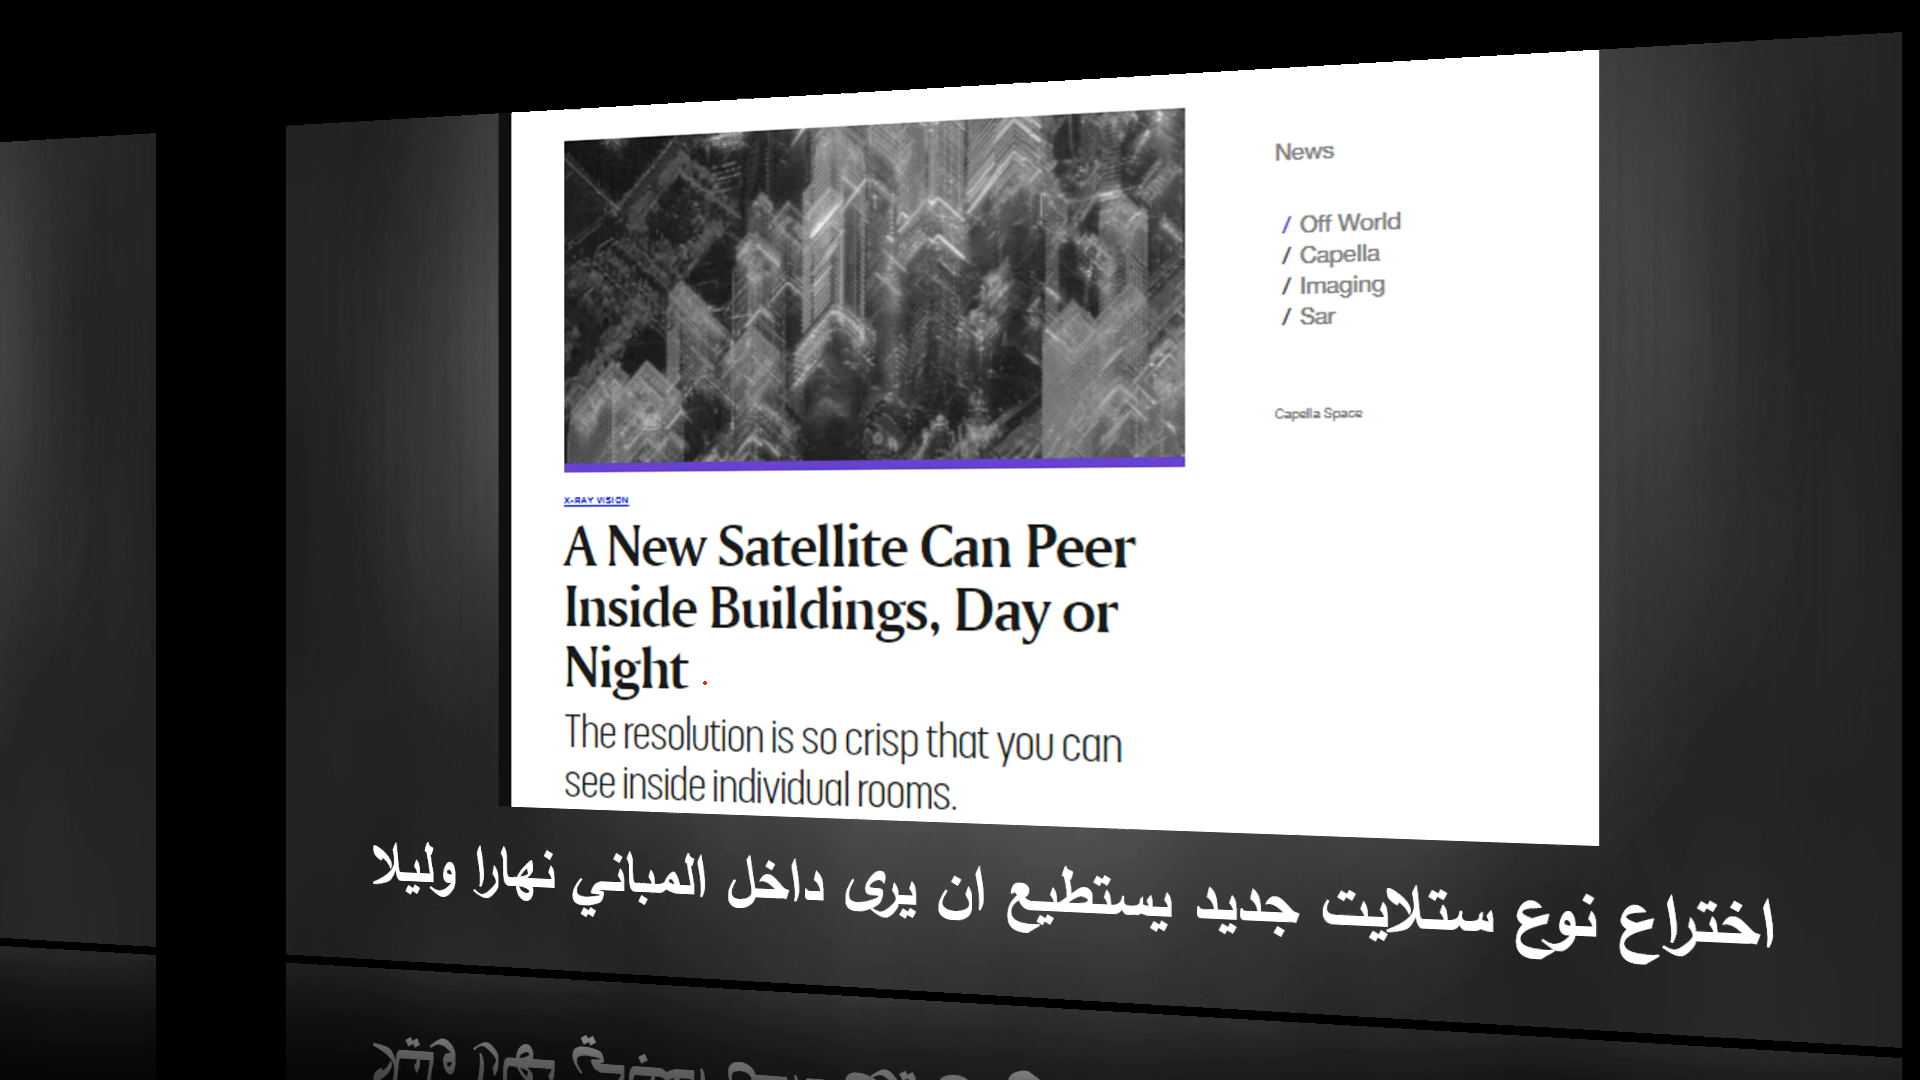 News
/ Off World
/ Capella
/ Imaging
/ Sar
Capella Space
X-RAY VISION
A New Satellite Can Peer
Inside Buildings, Day or
Night
The resolution is so crisp that you can
see inside individual rooms.
اختراع نوع ستلايت جديد يستطيع ان يرى داخل المباني نهارا وليلا